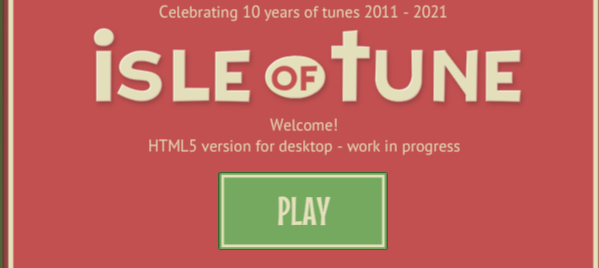 Celebrating 10 years of tunes 2011 - 2021
iSLE OF TUNE
Welcome!
HTML5 version for desktop - work in progress
PLAY